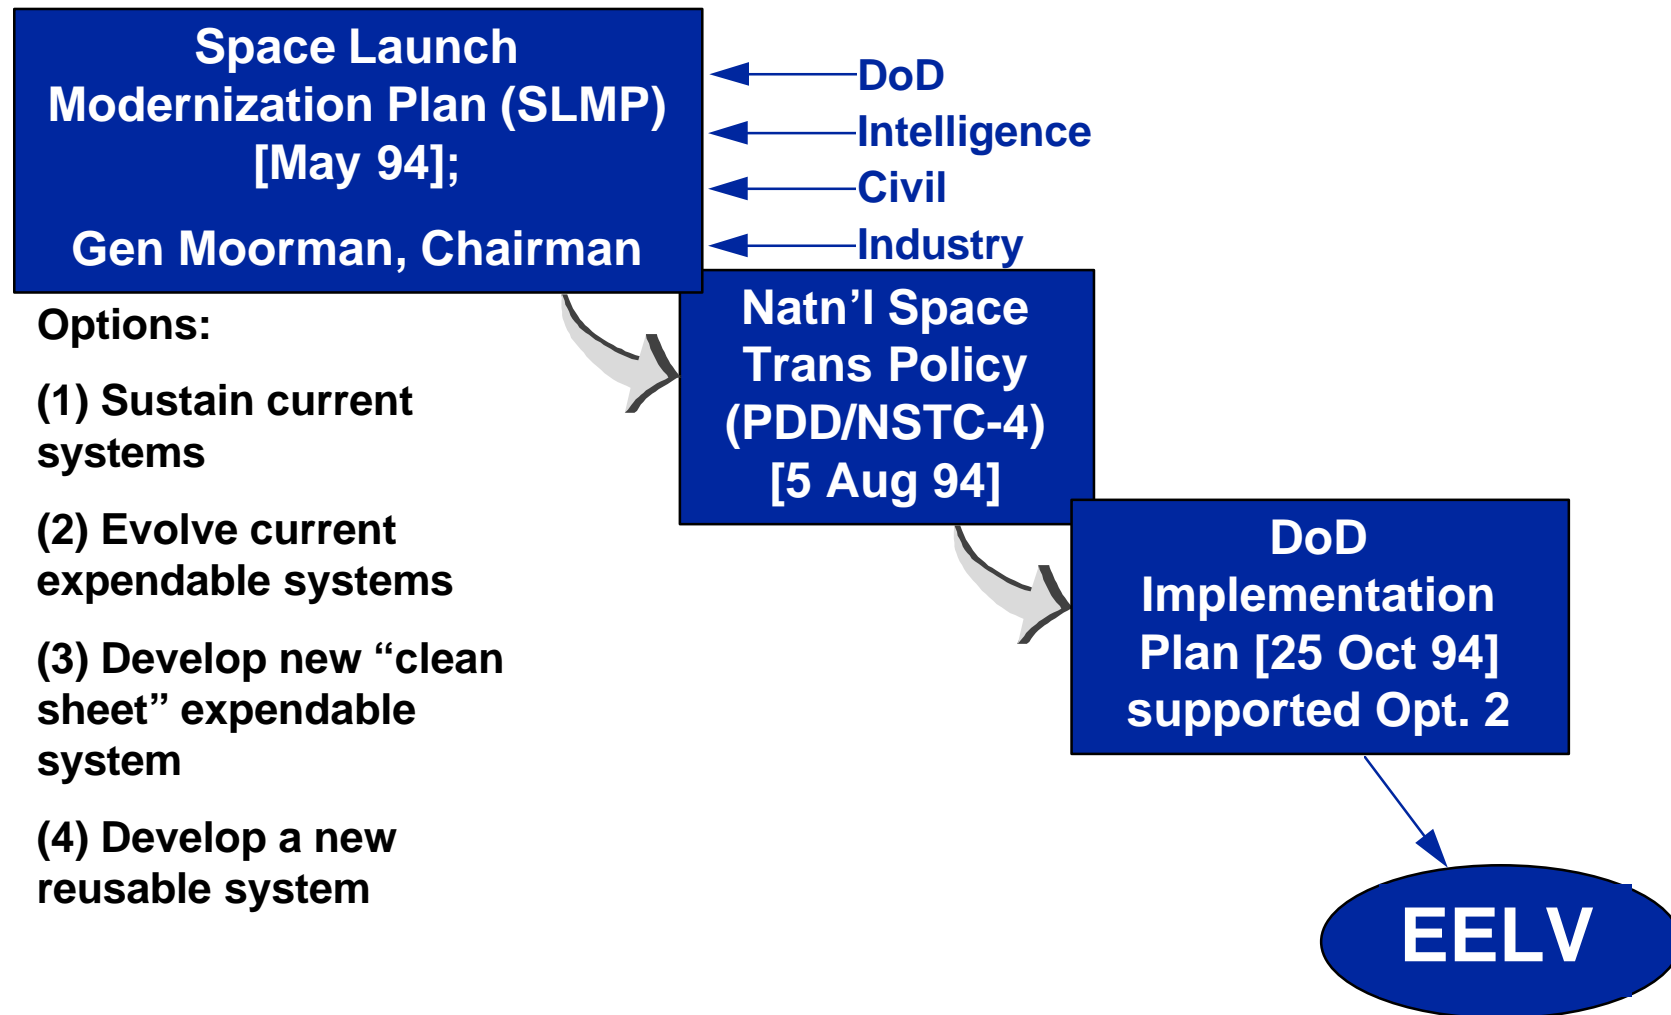 Space Launch
Modernization Plan (SLMP)
[May 94];
Gen Moorman, Chairman
DoD
Intelligence
Civil
Industry
Options:
(1) Sustain current
systems
(2) Evolve current
expendable systems
(3) Develop new “clean
sheet” expendable
system
(4) Develop a new
reusable system
Natn’l Space
Trans Policy
(PDD/NSTC-4)
[5 Aug 94]
DoD
Implementation
Plan [25 Oct 94]
supported Opt. 2
EELV